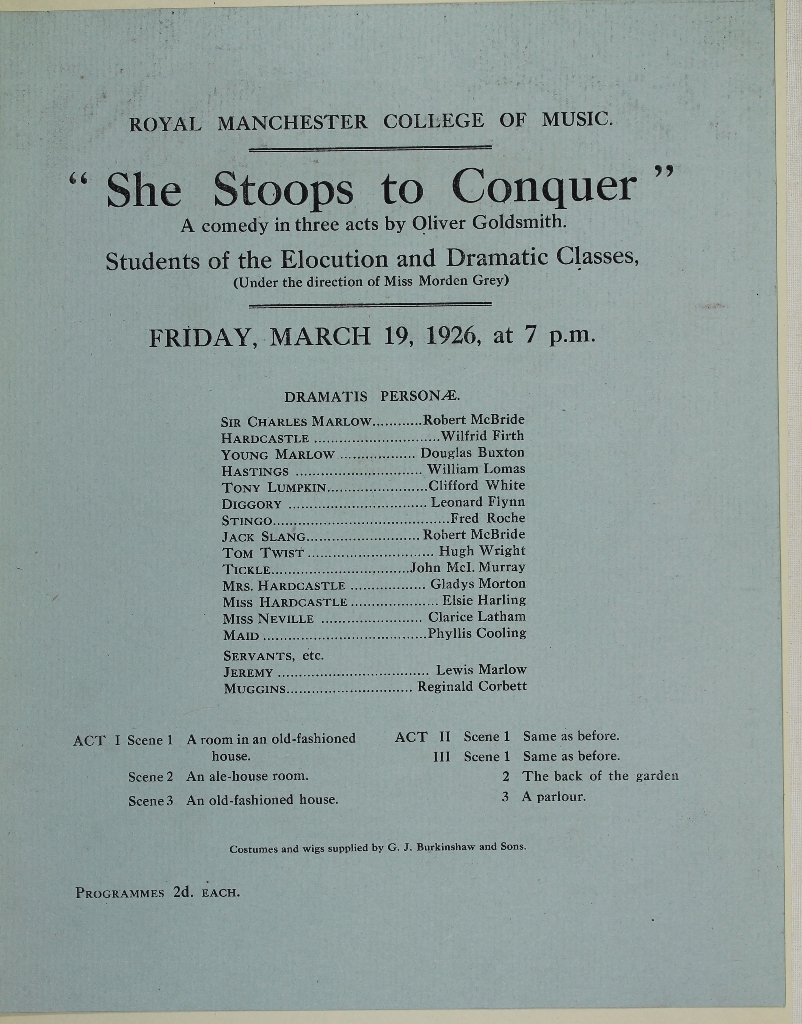 ROYAL MANCHESTER COLLEGE OF MUSIC.
“ She Stoops to Conquer ”
A comedy in three acts by Oliver Goldsmith.
Students of the Elocution and Dramatic Classes,
(Under the direction of Miss Morden Grey)
FRIDAY, MARCH 19, 1926, at 7 p.m.
DRAMATIS PERSONÆ.
SIR CHARLES MARLOW............Robert McBride
HARDCASTLE ..............................Wilfrid Firth
YOUNG MARLOW .................. Douglas Buxton
HASTINGS .............................. William Lomas
TONY LUMPKIN........................Clifford White
DIGGORY ................................. Leonard Flynn
STINGO..........................................Fred Roche
JACK SLANG........................... Robert McBride
TOM TWIST .............................. Hugh Wright
TICKLE.................................John McI. Murray
MRS. HARDCASTLE .................. Gladys Morton
MISS HARDCASTLE ..................... Elsie Harling
MISS NEVILLE ........................ Clarice Latham
MAID .......................................Phyllis Cooling
SERVANTS, etc.
JEREMY .................................... Lewis Marlow
MUGGINS.............................. Reginald Corbett
ACT I Scene 1 A room in an old-fashioned
house.
Scene 2 An ale-house room.
Scene 3 An old-fashioned house.
ACT II Scene 1 Same as before.
III Scene 1 Same as before.
2 The back of the garden
3 A parlour.
Costumes and wigs supplied by G. J. Burkinshaw and Sons.
PROGRAMMES 2d. EACH.